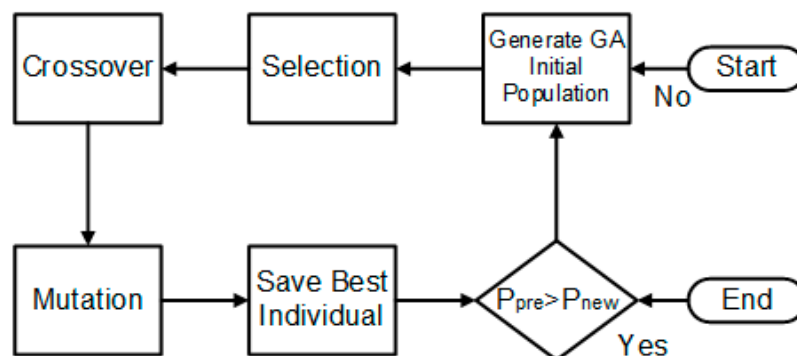 Crossover
Selection
Generate GA
Initial
Population
Start
No
Mutation
Save Best
Individual
Ppre>Pnew
End
Yes